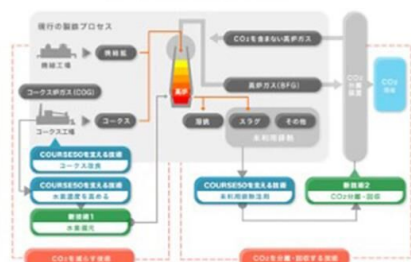 現行の製鉄プロセス
CO₂を含まない高炉ガス
焼結工場
焼結鉱
高炉
高炉ガス(BFG)
CO₂分離装置
CO₂
コークス炉ガス(COG)
コークス工場
コークス
溶銑
スラグ
その他
未利用顕熱
COURSE50を支える技術
コークス改良
COURSE50を支える技術
水素濃度を高める
COURSE50を支える技術
未利用顕熱活用
新技術2
CO₂分離・回収
新技術1
水素還元
CO₂を減らす技術
CO₂を分離・回収する技術